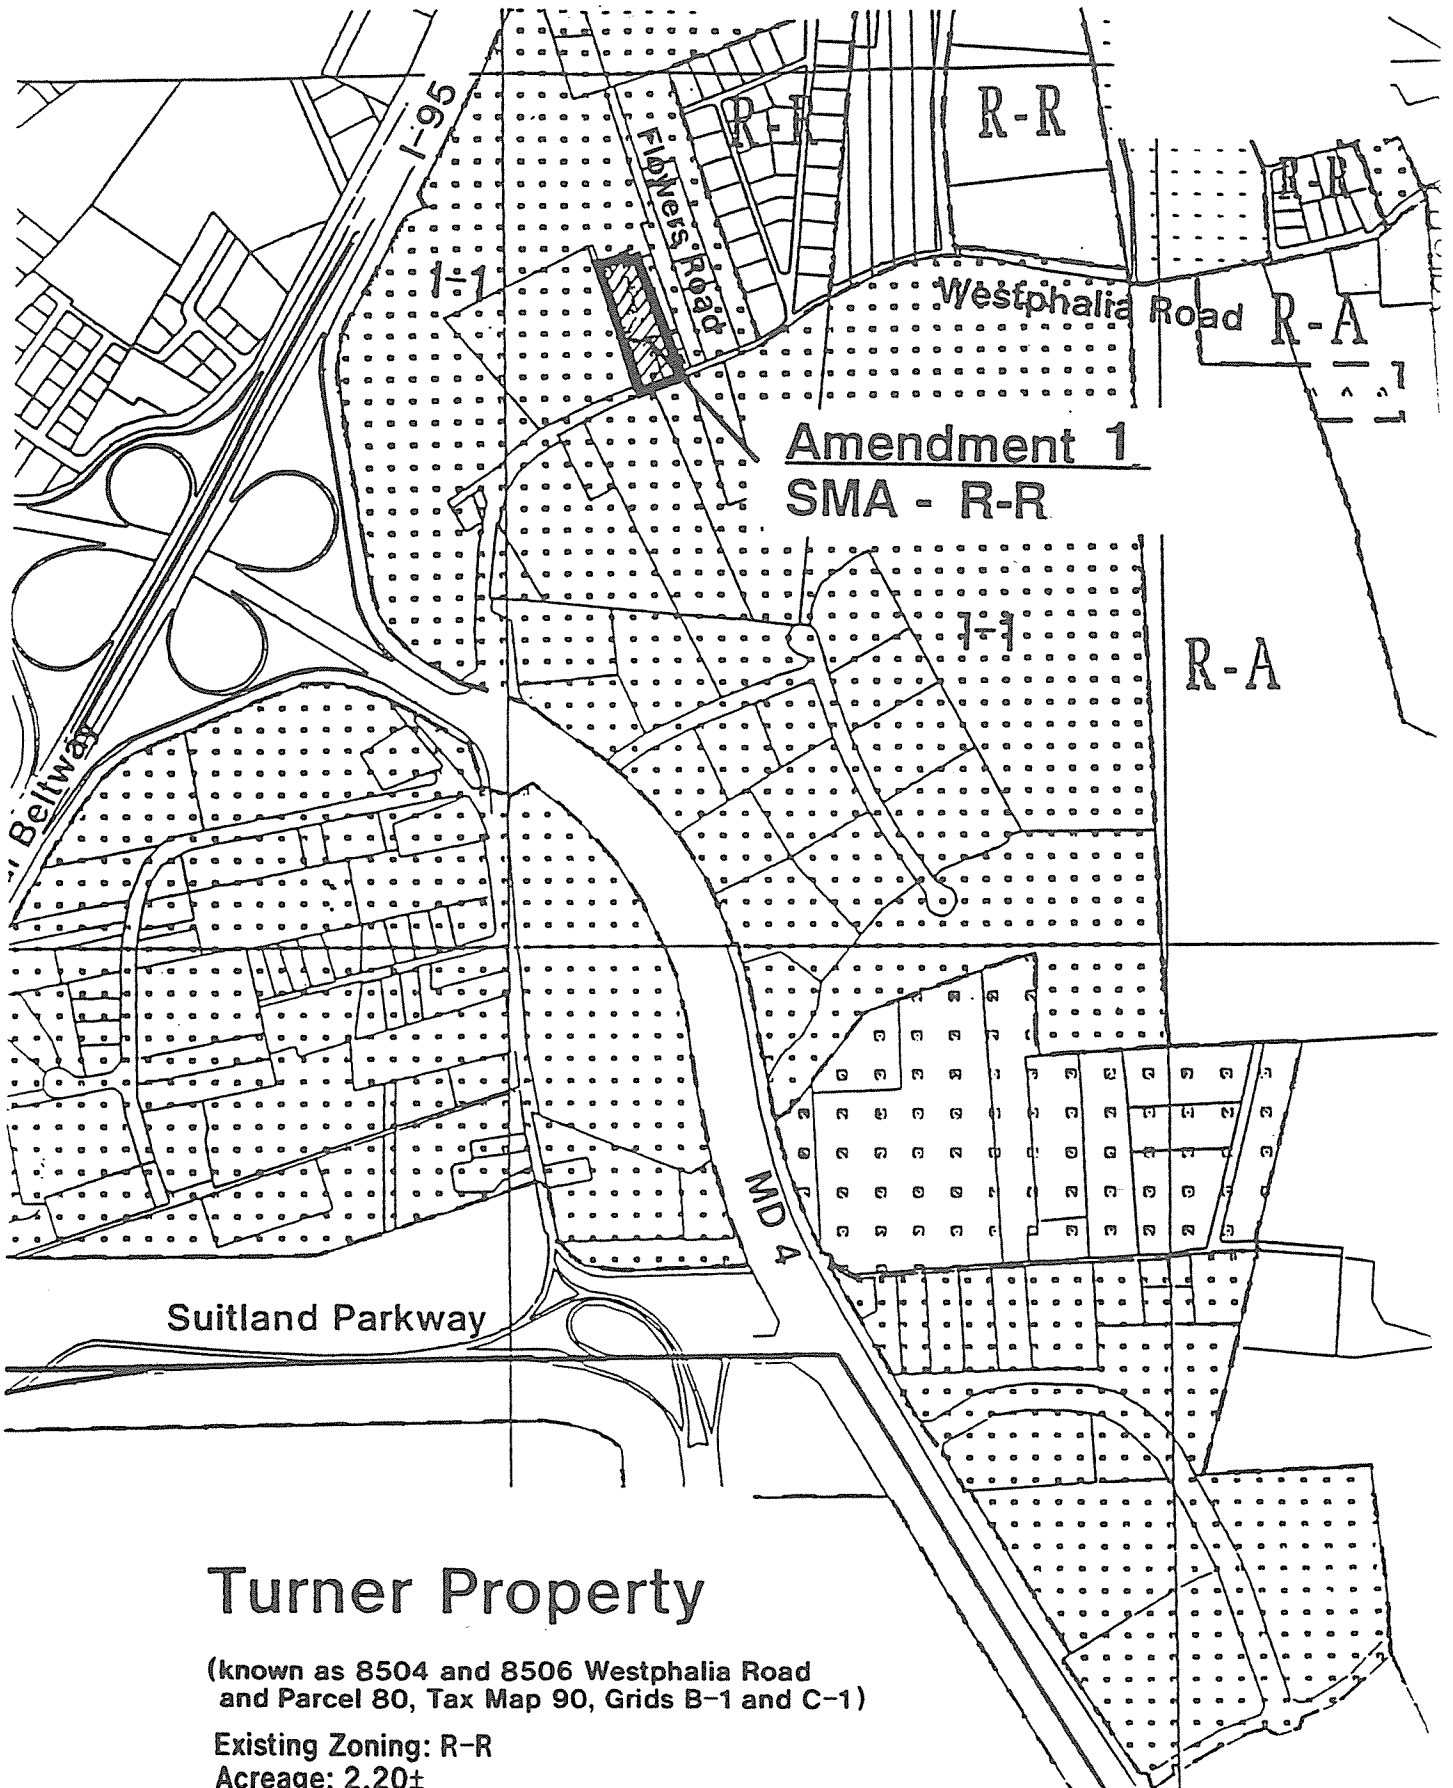 I-95
R-R
R-R
R-R
Flowers Road
I-1
Westphalia Road
R-A
Amendment 1
SMA - R-R
I-1
R-A
Beltway
MD 4
Suitland Parkway
Turner Property
(known as 8504 and 8506 Westphalia Road
and Parcel 80, Tax Map 90, Grids B-1 and C-1)
Existing Zoning: R-R
Acreage: 2.20±